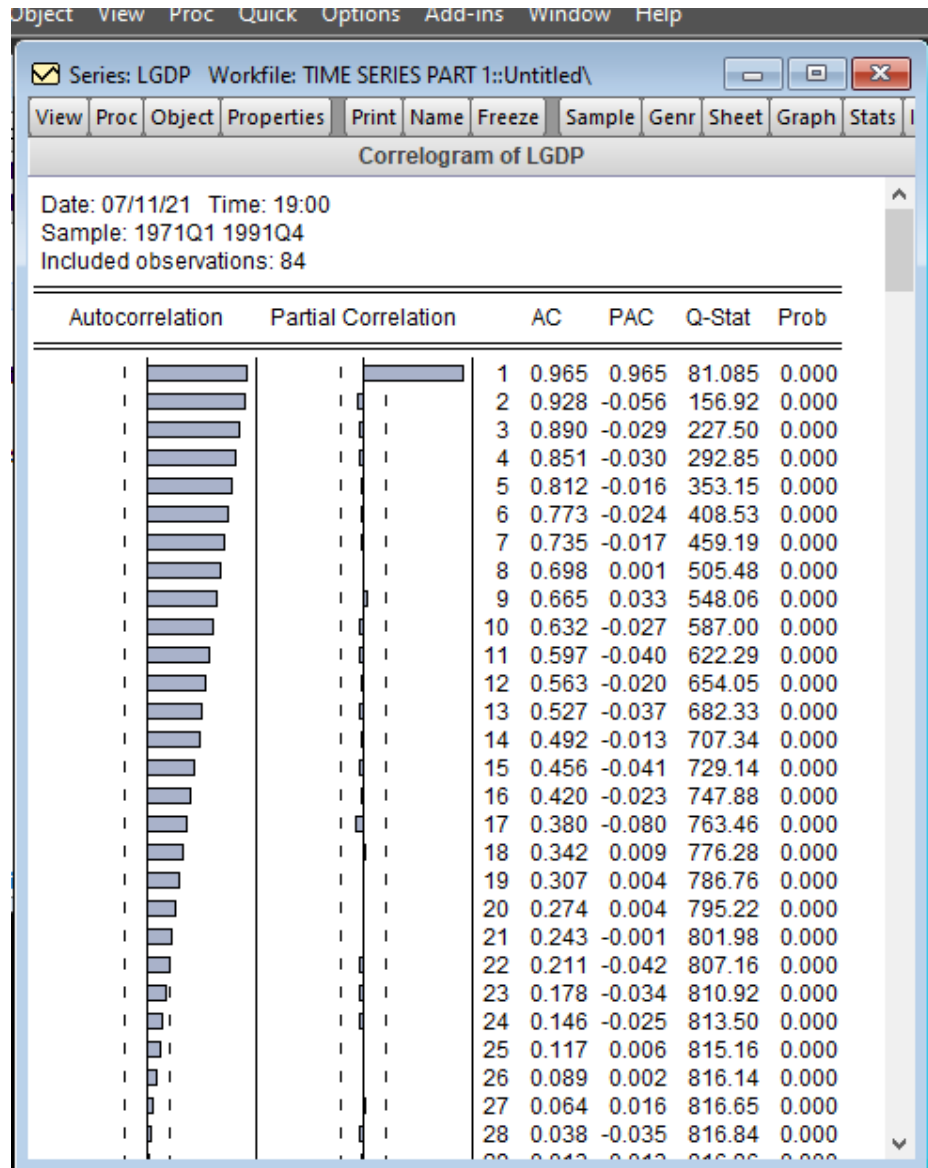 Object View Proc Quick Options Add-ins Window Help
Series: LGDP Workfile: TIME SERIES PART 1::Untitled\
View Proc Object Properties Print Name Freeze Sample Genr Sheet Graph Stats
Correlogram of LGDP
Date: 07/11/21 Time: 19:00
Sample: 1971Q1 1991Q4
Included observations: 84
Autocorrelation Partial Correlation AC PAC Q-Stat Prob
1 0.965 0.965 81.085 0.000
2 0.928 -0.056 156.92 0.000
3 0.890 -0.029 227.50 0.000
4 0.851 -0.030 292.85 0.000
5 0.812 -0.016 353.15 0.000
6 0.773 -0.024 408.53 0.000
7 0.735 -0.017 459.19 0.000
8 0.698 0.001 505.48 0.000
9 0.665 0.033 548.06 0.000
10 0.632 -0.027 587.00 0.000
11 0.597 -0.040 622.29 0.000
12 0.563 -0.020 654.05 0.000
13 0.527 -0.037 682.33 0.000
14 0.492 -0.013 707.34 0.000
15 0.456 -0.041 729.14 0.000
16 0.420 -0.023 747.88 0.000
17 0.380 -0.080 763.46 0.000
18 0.342 0.009 776.28 0.000
19 0.307 0.004 786.76 0.000
20 0.274 0.004 795.22 0.000
21 0.243 -0.001 801.98 0.000
22 0.211 -0.042 807.16 0.000
23 0.178 -0.034 810.92 0.000
24 0.146 -0.025 813.50 0.000
25 0.117 0.006 815.16 0.000
26 0.089 0.002 816.14 0.000
27 0.064 0.016 816.65 0.000
28 0.038 -0.035 816.84 0.000